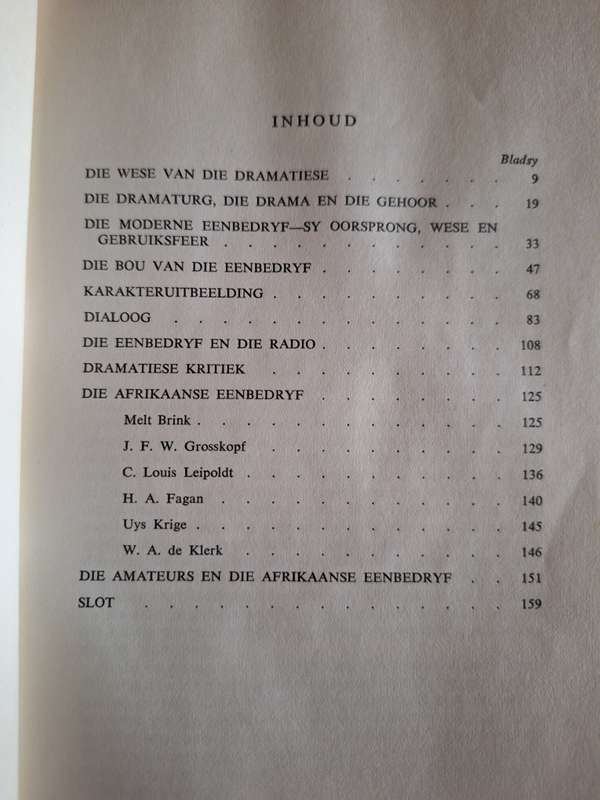 INHOUD
Bladsy
DIE WESE VAN DIE DRAMATIESE . . . . . . . 9
DIE DRAMATURG, DIE DRAMA EN DIE GEHOOR . . . 19
DIE MODERNE EENBEDRYF—SY OORSPRONG, WESE EN
GEBRUIKSFEER . . . . . . . . . . . . 33
DIE BOU VAN DIE EENBEDRYF . . . . . . . . 47
KARAKTERUITBEELDING . . . . . . . . . . 68
DIALOOG . . . . . . . . . . . . . . 83
DIE EENBEDRYF EN DIE RADIO . . . . . . . . 108
DRAMATIESE KRITIEK . . . . . . . . . . 112
DIE AFRIKAANSE EENBEDRYF . . . . . . . . 125
Melt Brink . . . . . . . . . . . . . 125
J. F. W. Grosskopf . . . . . . . . . . 129
C. Louis Leipoldt . . . . . . . . . . . 136
H. A. Fagan . . . . . . . . . . . . 140
Uys Krige . . . . . . . . . . . . . 145
W. A. de Klerk . . . . . . . . . . . 146
DIE AMATEURS EN DIE AFRIKAANSE EENBEDRYF . . 151
SLOT . . . . . . . . . . . . . . . 159